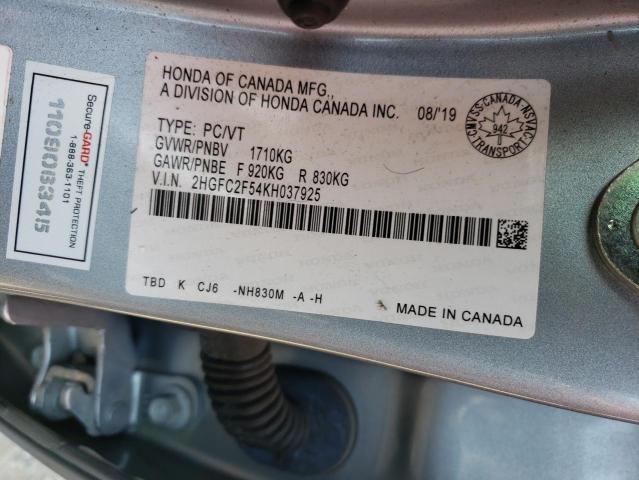 HONDA OF CANADA MFG.,
A DIVISION OF HONDA CANADA INC. 08/'19
TYPE: PC/VT
GVWR/PNBV 1710KG
GAWR/PNBE F 920KG R 830KG
V.I.N. 2HGFC2F54KH037925
TBD K CJ6 -NH830M -A -H
MADE IN CANADA
CMVSS-CANADA-NSVAC
942
TRANSPORT
Secure-GARD® THEFT PROTECTION
1-888-363-1101